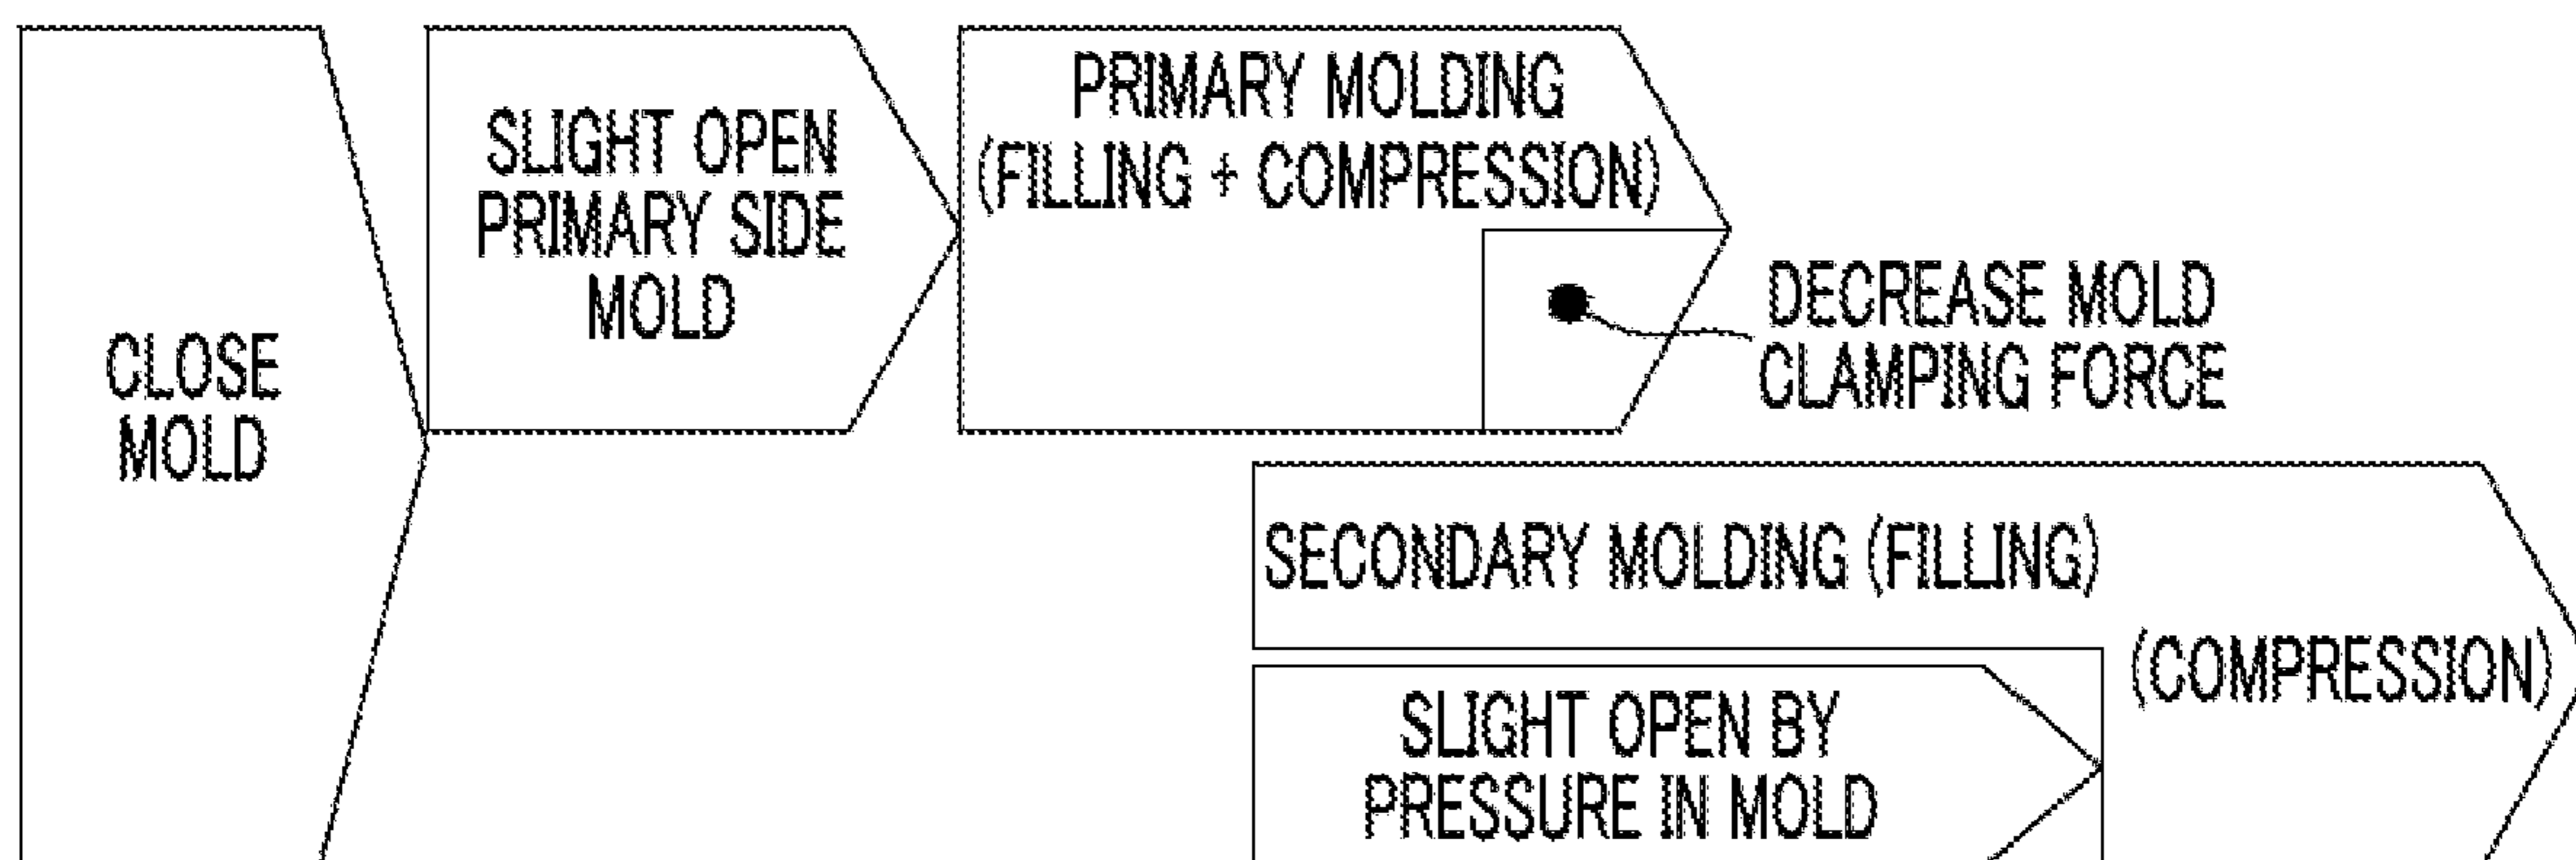 CLOSE
MOLD
SLIGHT OPEN
PRIMARY SIDE
MOLD
PRIMARY MOLDING
(FILLING + COMPRESSION)
DECREASE MOLD
CLAMPING FORCE
SECONDARY MOLDING (FILLING)
(COMPRESSION)
SLIGHT OPEN BY
PRESSURE IN MOLD